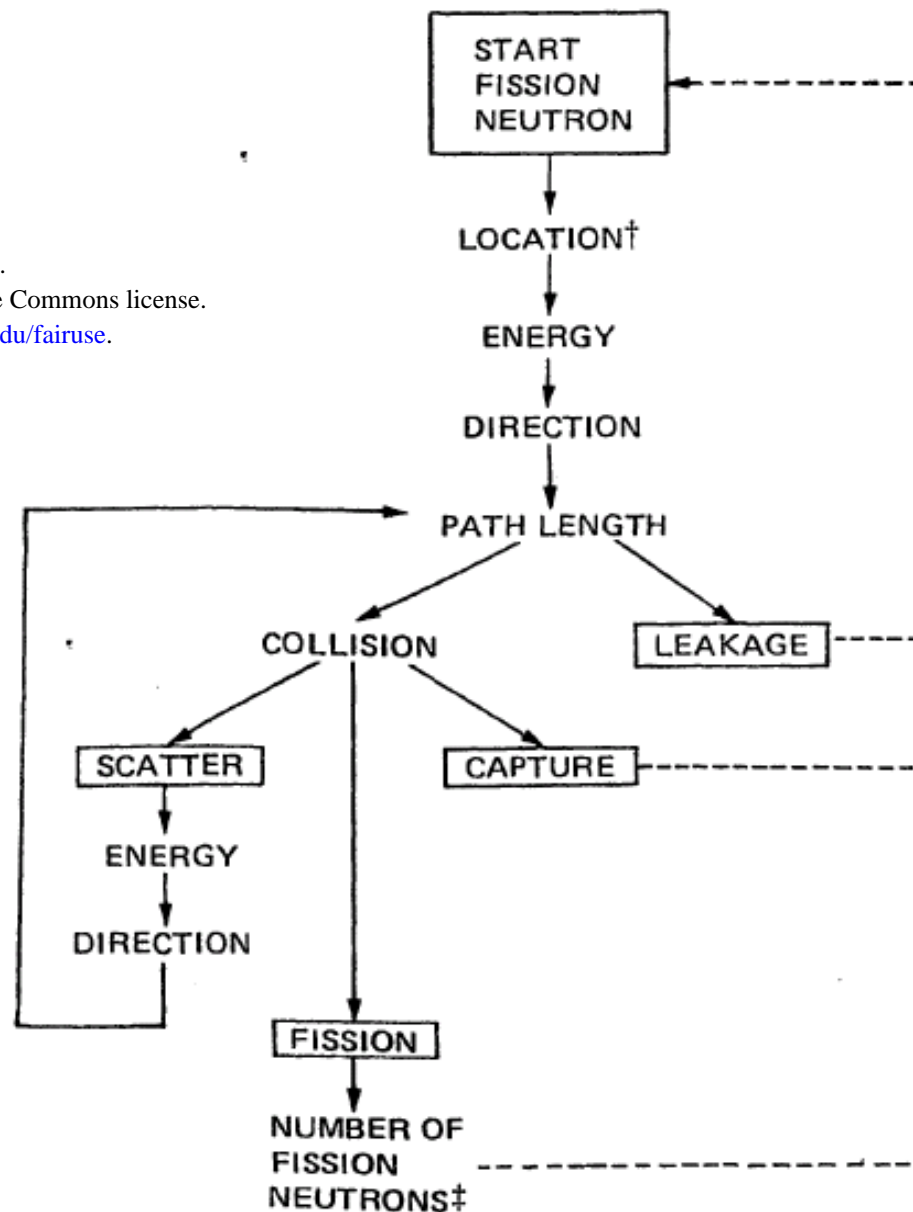 START
FISSION
NEUTRON
LOCATION†
.
e Commons license.
du/fairuse.
ENERGY
DIRECTION
PATH LENGTH
COLLISION
LEAKAGE
SCATTER
CAPTURE
ENERGY
DIRECTION
FISSION
NUMBER OF
FISSION
NEUTRONS‡